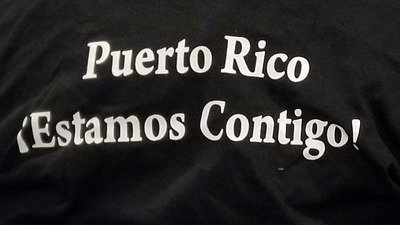 Puerto Rico
¡Estamos Contigo!